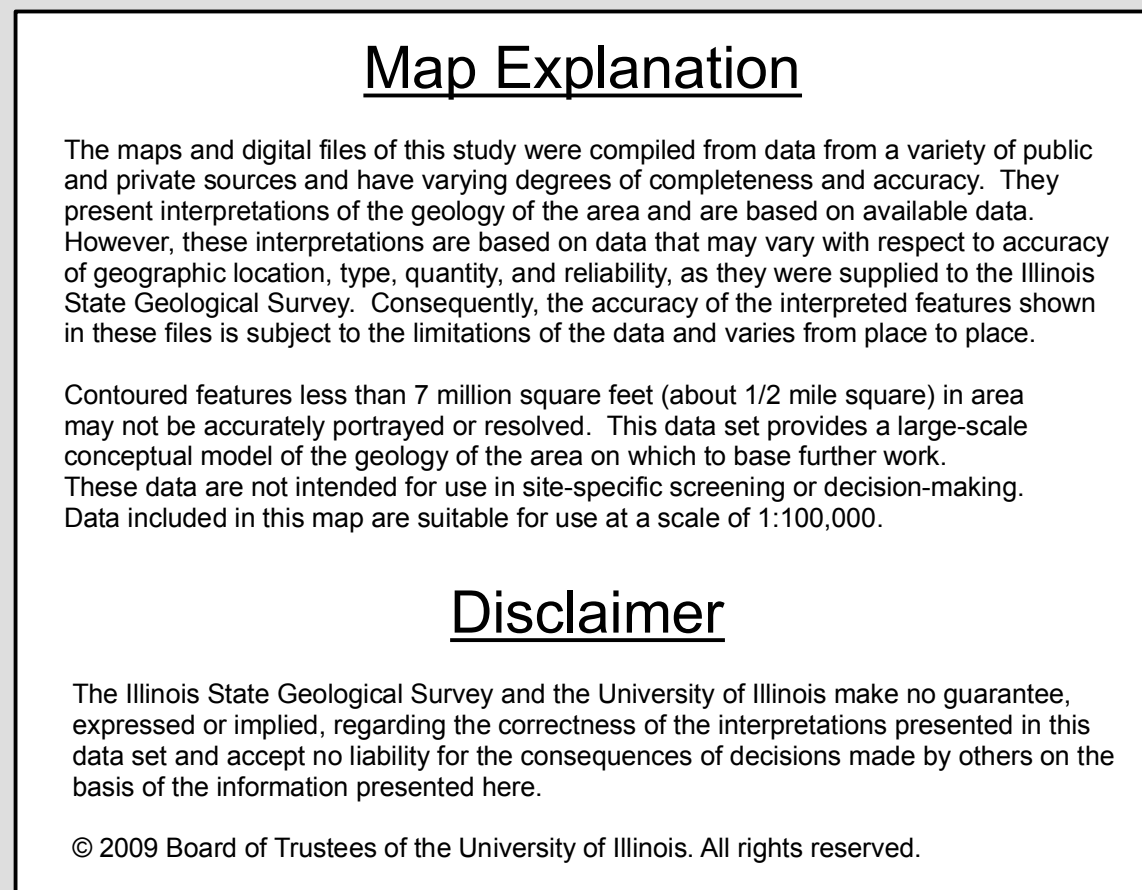 Map Explanation
The maps and digital files of this study were compiled from data from a variety of public
and private sources and have varying degrees of completeness and accuracy.  They
present interpretations of the geology of the area and are based on available data.
However, these interpretations are based on data that may vary with respect to accuracy
of geographic location, type, quantity, and reliability, as they were supplied to the Illinois
State Geological Survey.  Consequently, the accuracy of the interpreted features shown
in these files is subject to the limitations of the data and varies from place to place.
Contoured features less than 7 million square feet (about 1/2 mile square) in area
may not be accurately portrayed or resolved.  This data set provides a large-scale
conceptual model of the geology of the area on which to base further work.
These data are not intended for use in site-specific screening or decision-making.
Data included in this map are suitable for use at a scale of 1:100,000.
Disclaimer
The Illinois State Geological Survey and the University of Illinois make no guarantee,
expressed or implied, regarding the correctness of the interpretations presented in this
data set and accept no liability for the consequences of decisions made by others on the
basis of the information presented here.
© 2009 Board of Trustees of the University of Illinois. All rights reserved.